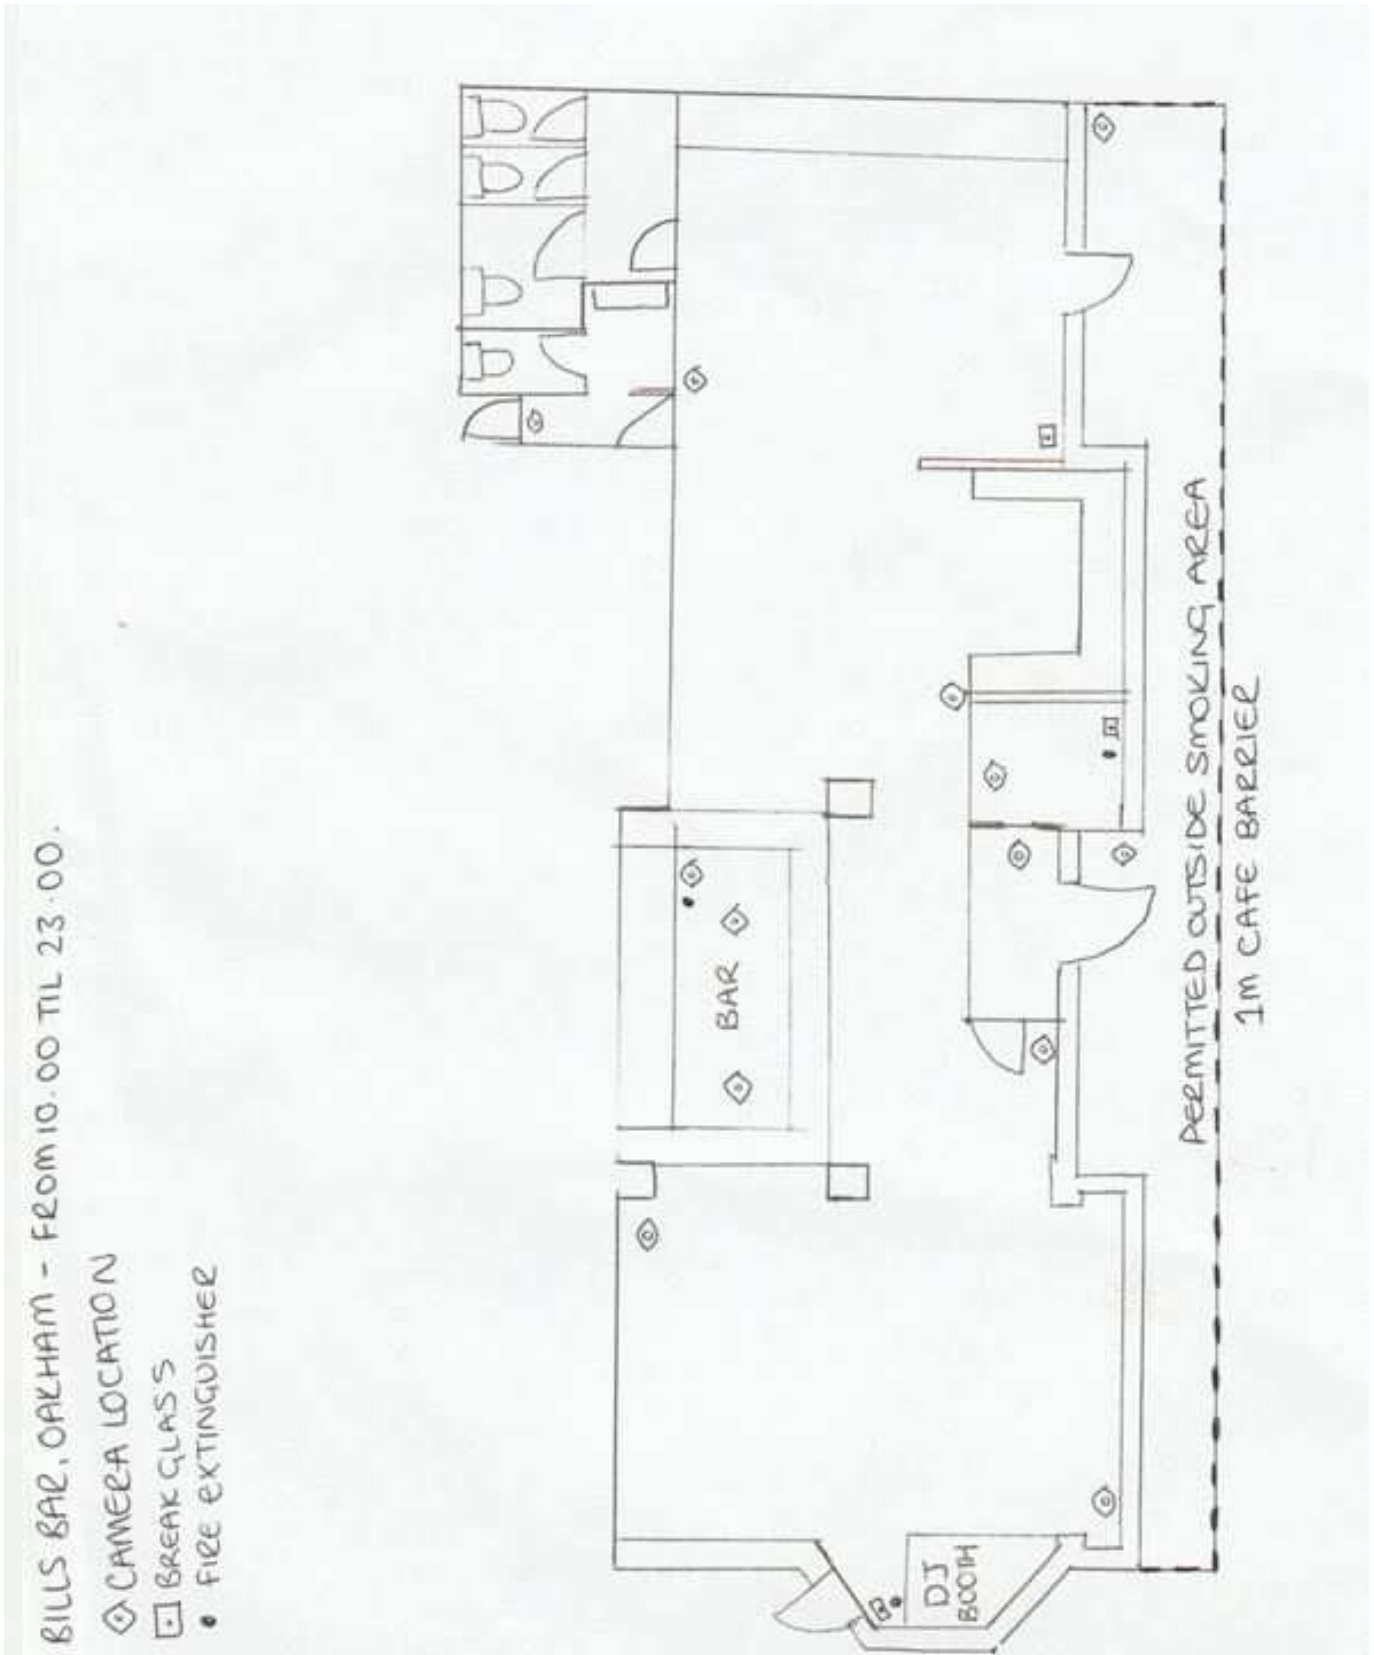 BILLS BAR, OAKHAM - FROM 10.00 TIL 23.00.
CAMERA LOCATION
BREAK GLASS
FIRE EXTINGUISHER
BAR
DJ
BOOTH
PERMITTED OUTSIDE SMOKING AREA
1M CAFE BARRIER